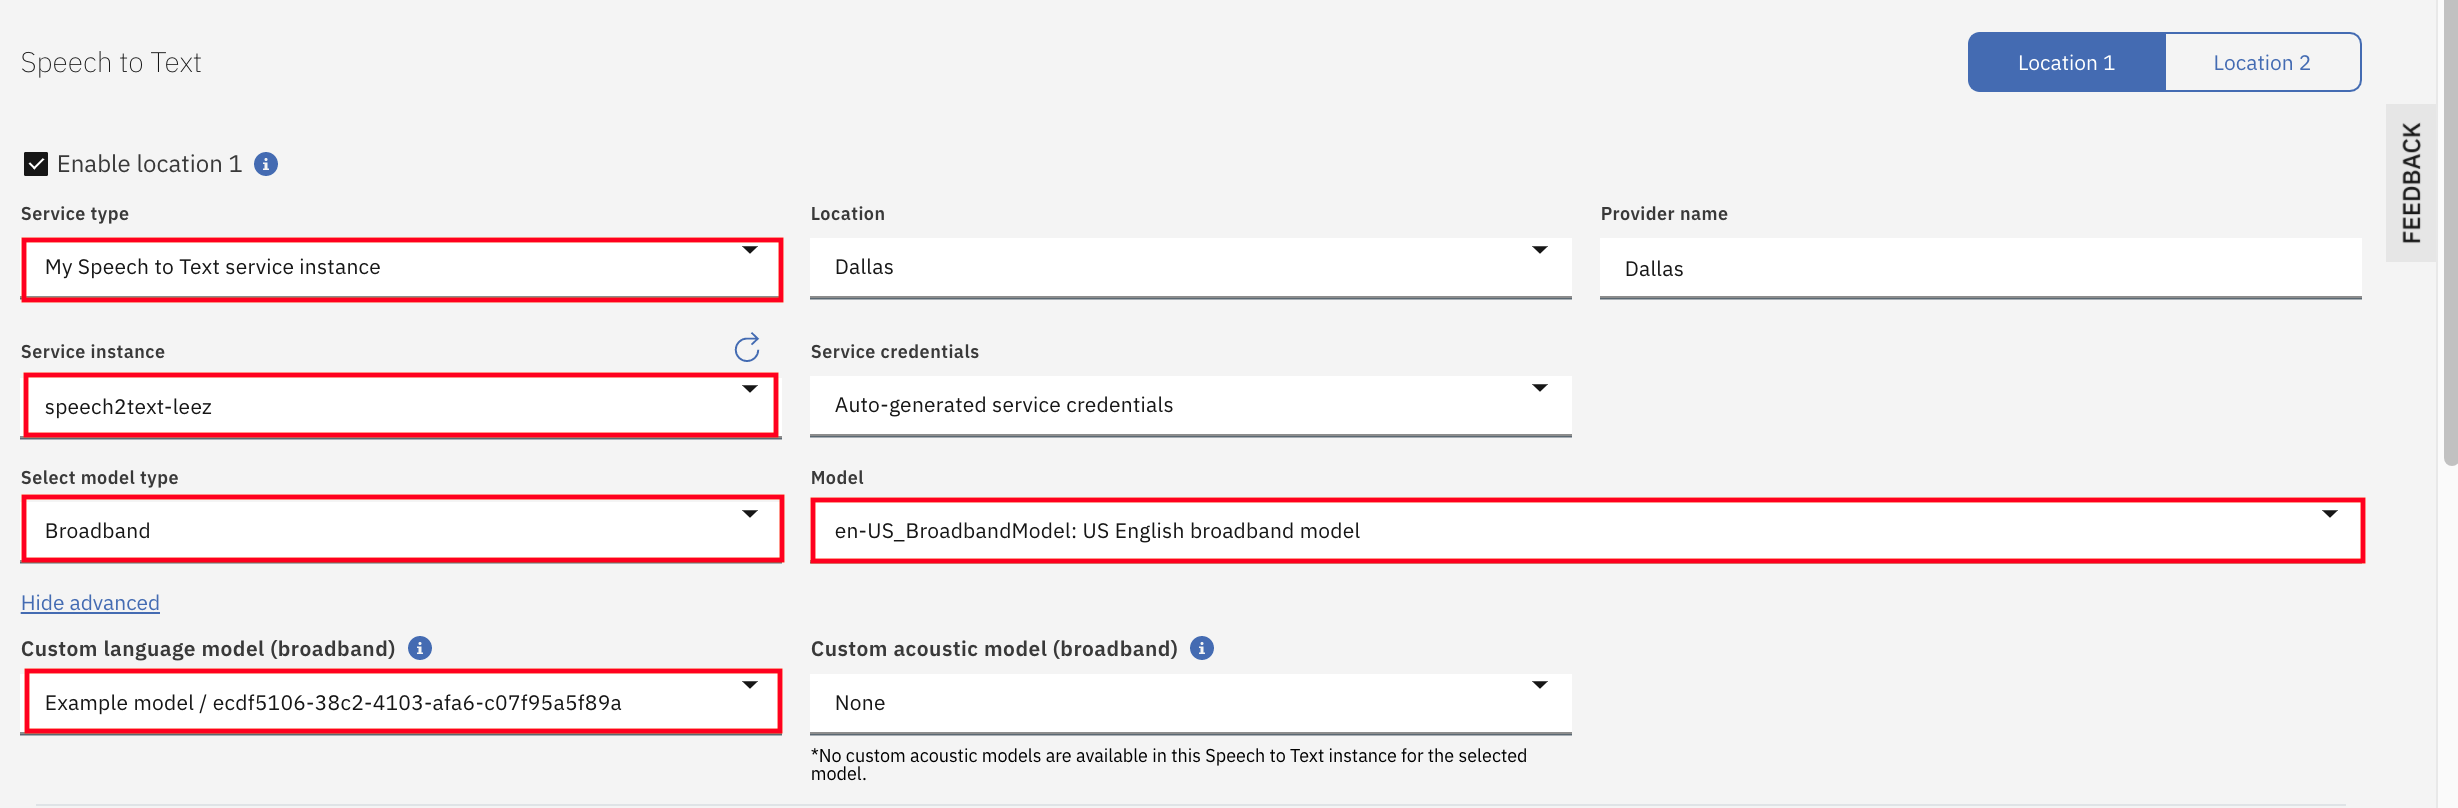 Speech to Text
Location 1
Location 2
FEEDBACK
Enable location 1
Service type
Location
Provider name
My Speech to Text service instance
Dallas
Dallas
Service instance
Service credentials
speech2text-leez
Auto-generated service credentials
Select model type
Model
Broadband
en-US_BroadbandModel: US English broadband model
Hide advanced
Custom language model (broadband)
Custom acoustic model (broadband)
Example model / ecdf5106-38c2-4103-afa6-c07f95a5f89a
None
*No custom acoustic models are available in this Speech to Text instance for the selected
model.